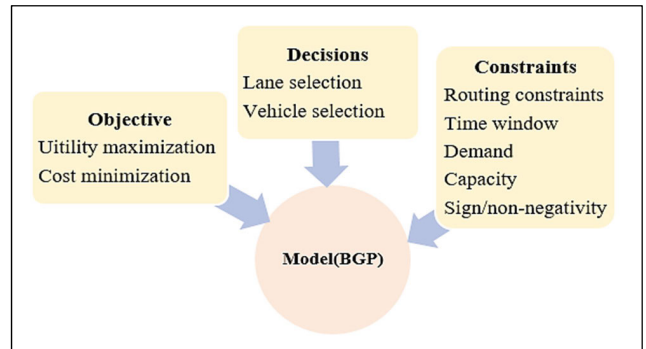 Objective
Uitility maximization
Cost minimization
Decisions
Lane selection
Vehicle selection
Constraints
Routing constraints
Time window
Demand
Capacity
Sign/non-negativity
Model(BGP)